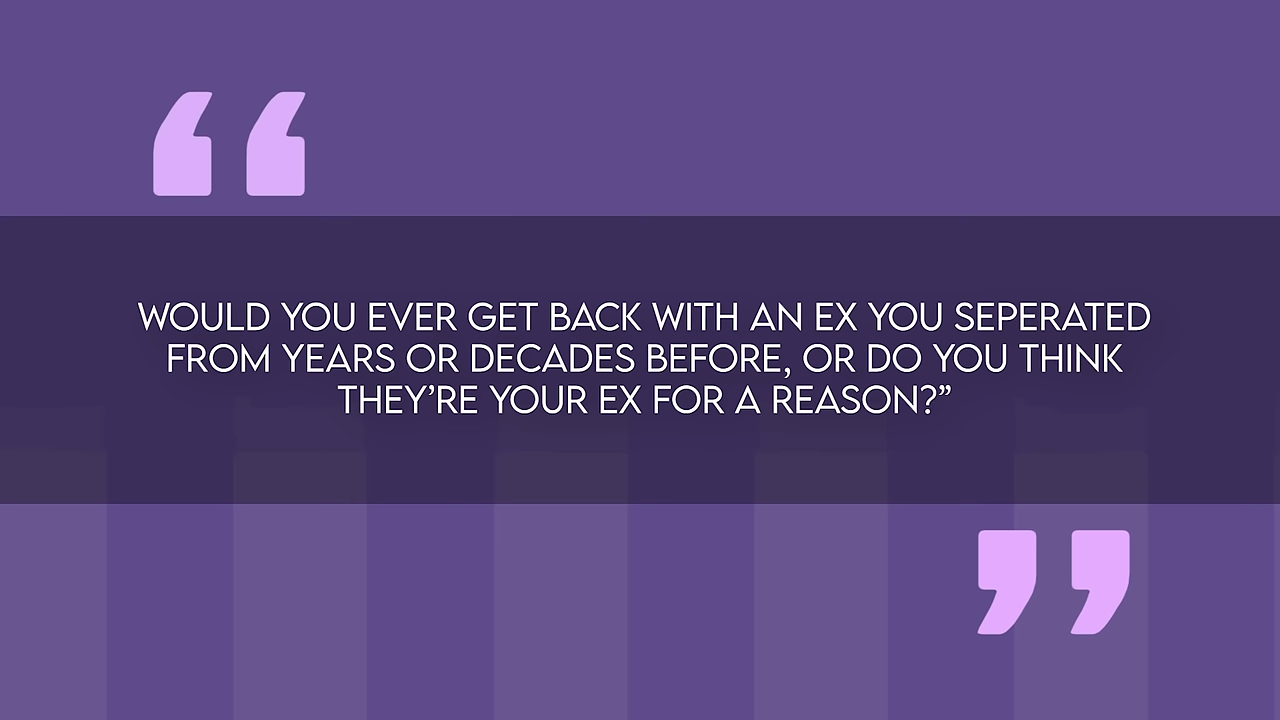 WOULD YOU EVER GET BACK WITH AN EX YOU SEPERATED
FROM YEARS OR DECADES BEFORE, OR DO YOU THINK
THEY’RE YOUR EX FOR A REASON?”